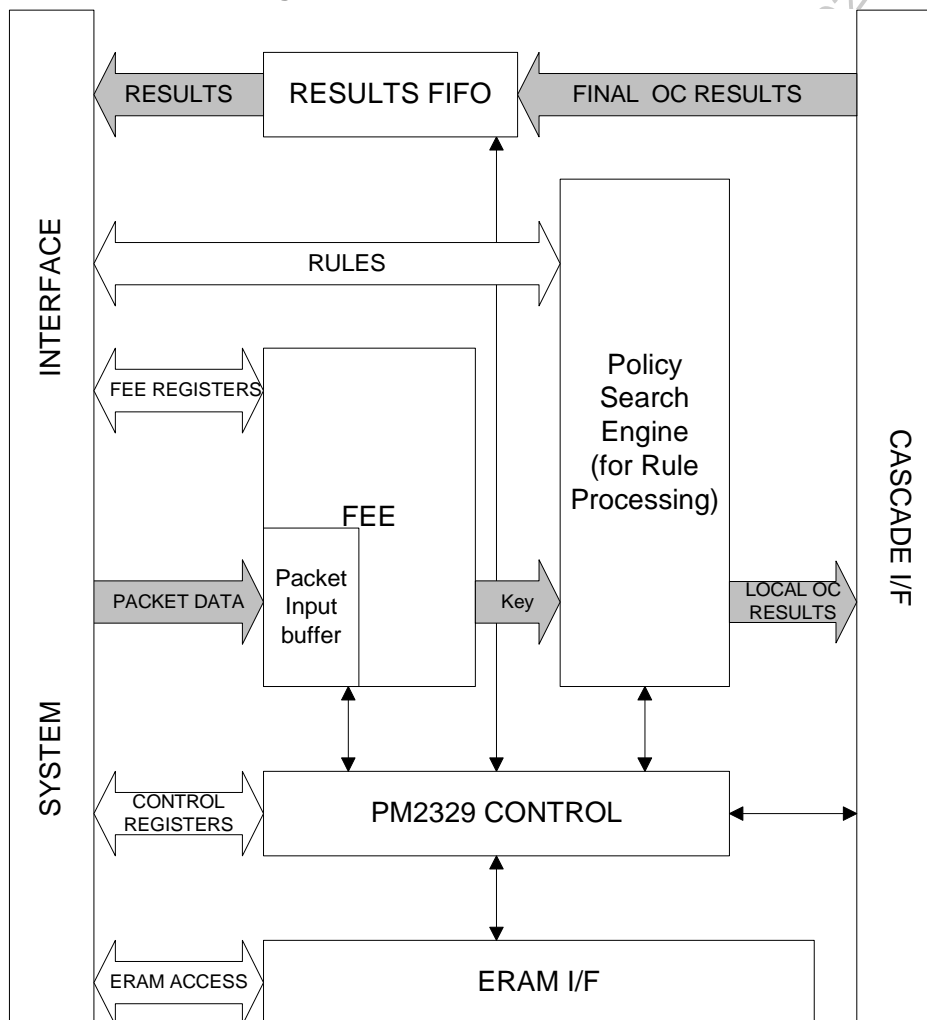 RESULTS
RESULTS FIFO
FINAL OC RESULTS
RULES
INTERFACE
FEE REGISTERS
FEE
Policy
Search
Engine
(for Rule
Processing)
CASCADE I/F
PACKET DATA
Packet
Input
buffer
Key
LOCAL OC
RESULTS
SYSTEM
CONTROL
REGISTERS
PM2329 CONTROL
ERAM ACCESS
ERAM I/F